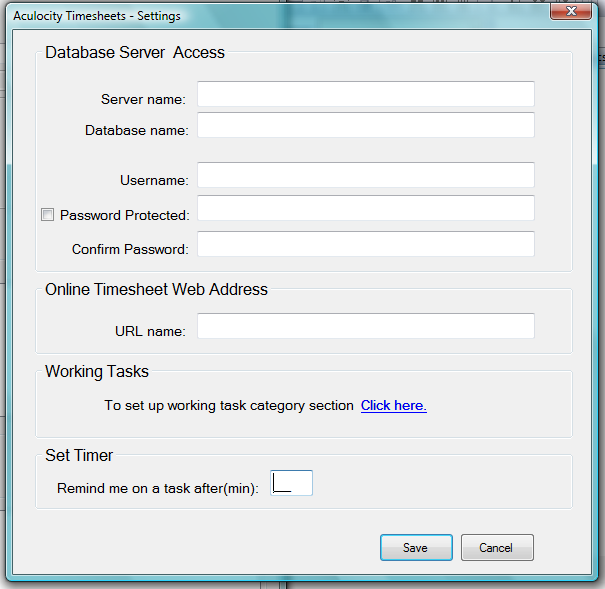 Aculocity Timesheets - Settings
Database Server Access
Server name:
Database name:
Username:
Password Protected:
Confirm Password:
Online Timesheet Web Address
URL name:
Working Tasks
To set up working task category section Click here.
Set Timer
Remind me on a task after(min): __
Save Cancel